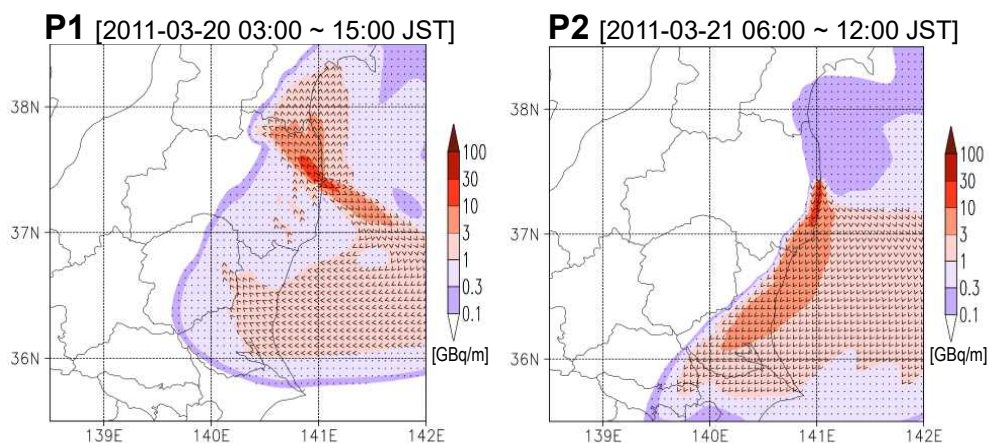 P1 [2011-03-20 03:00 ~ 15:00 JST]
38N
37N
36N
139E 140E 141E 142E
100
30
10
3
1
0.3
0.1
[GBq/m]
P2 [2011-03-21 06:00 ~ 12:00 JST]
38N
37N
36N
139E 140E 141E 142E
100
30
10
3
1
0.3
0.1
[GBq/m]